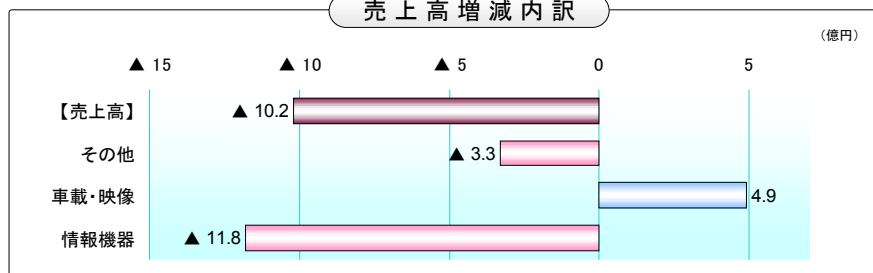 売上高増減内訳
（億円）
▲ 15 ▲ 10 ▲ 5 0 5
【売上高】 ▲ 10.2
その他 ▲ 3.3
車載・映像 4.9
情報機器 ▲ 11.8